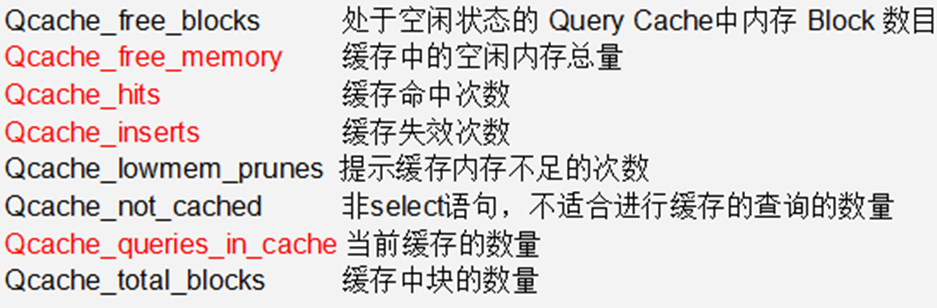 Qcache_free_blocks 处于空闲状态的 Query Cache中内存 Block 数目
Qcache_free_memory 缓存中的空闲内存总量
Qcache_hits 缓存命中次数
Qcache_inserts 缓存失效次数
Qcache_lowmem_prunes 提示缓存内存不足的次数
Qcache_not_cached 非select语句，不适合进行缓存的查询的数量
Qcache_queries_in_cache 当前缓存的数量
Qcache_total_blocks 缓存中块的数量